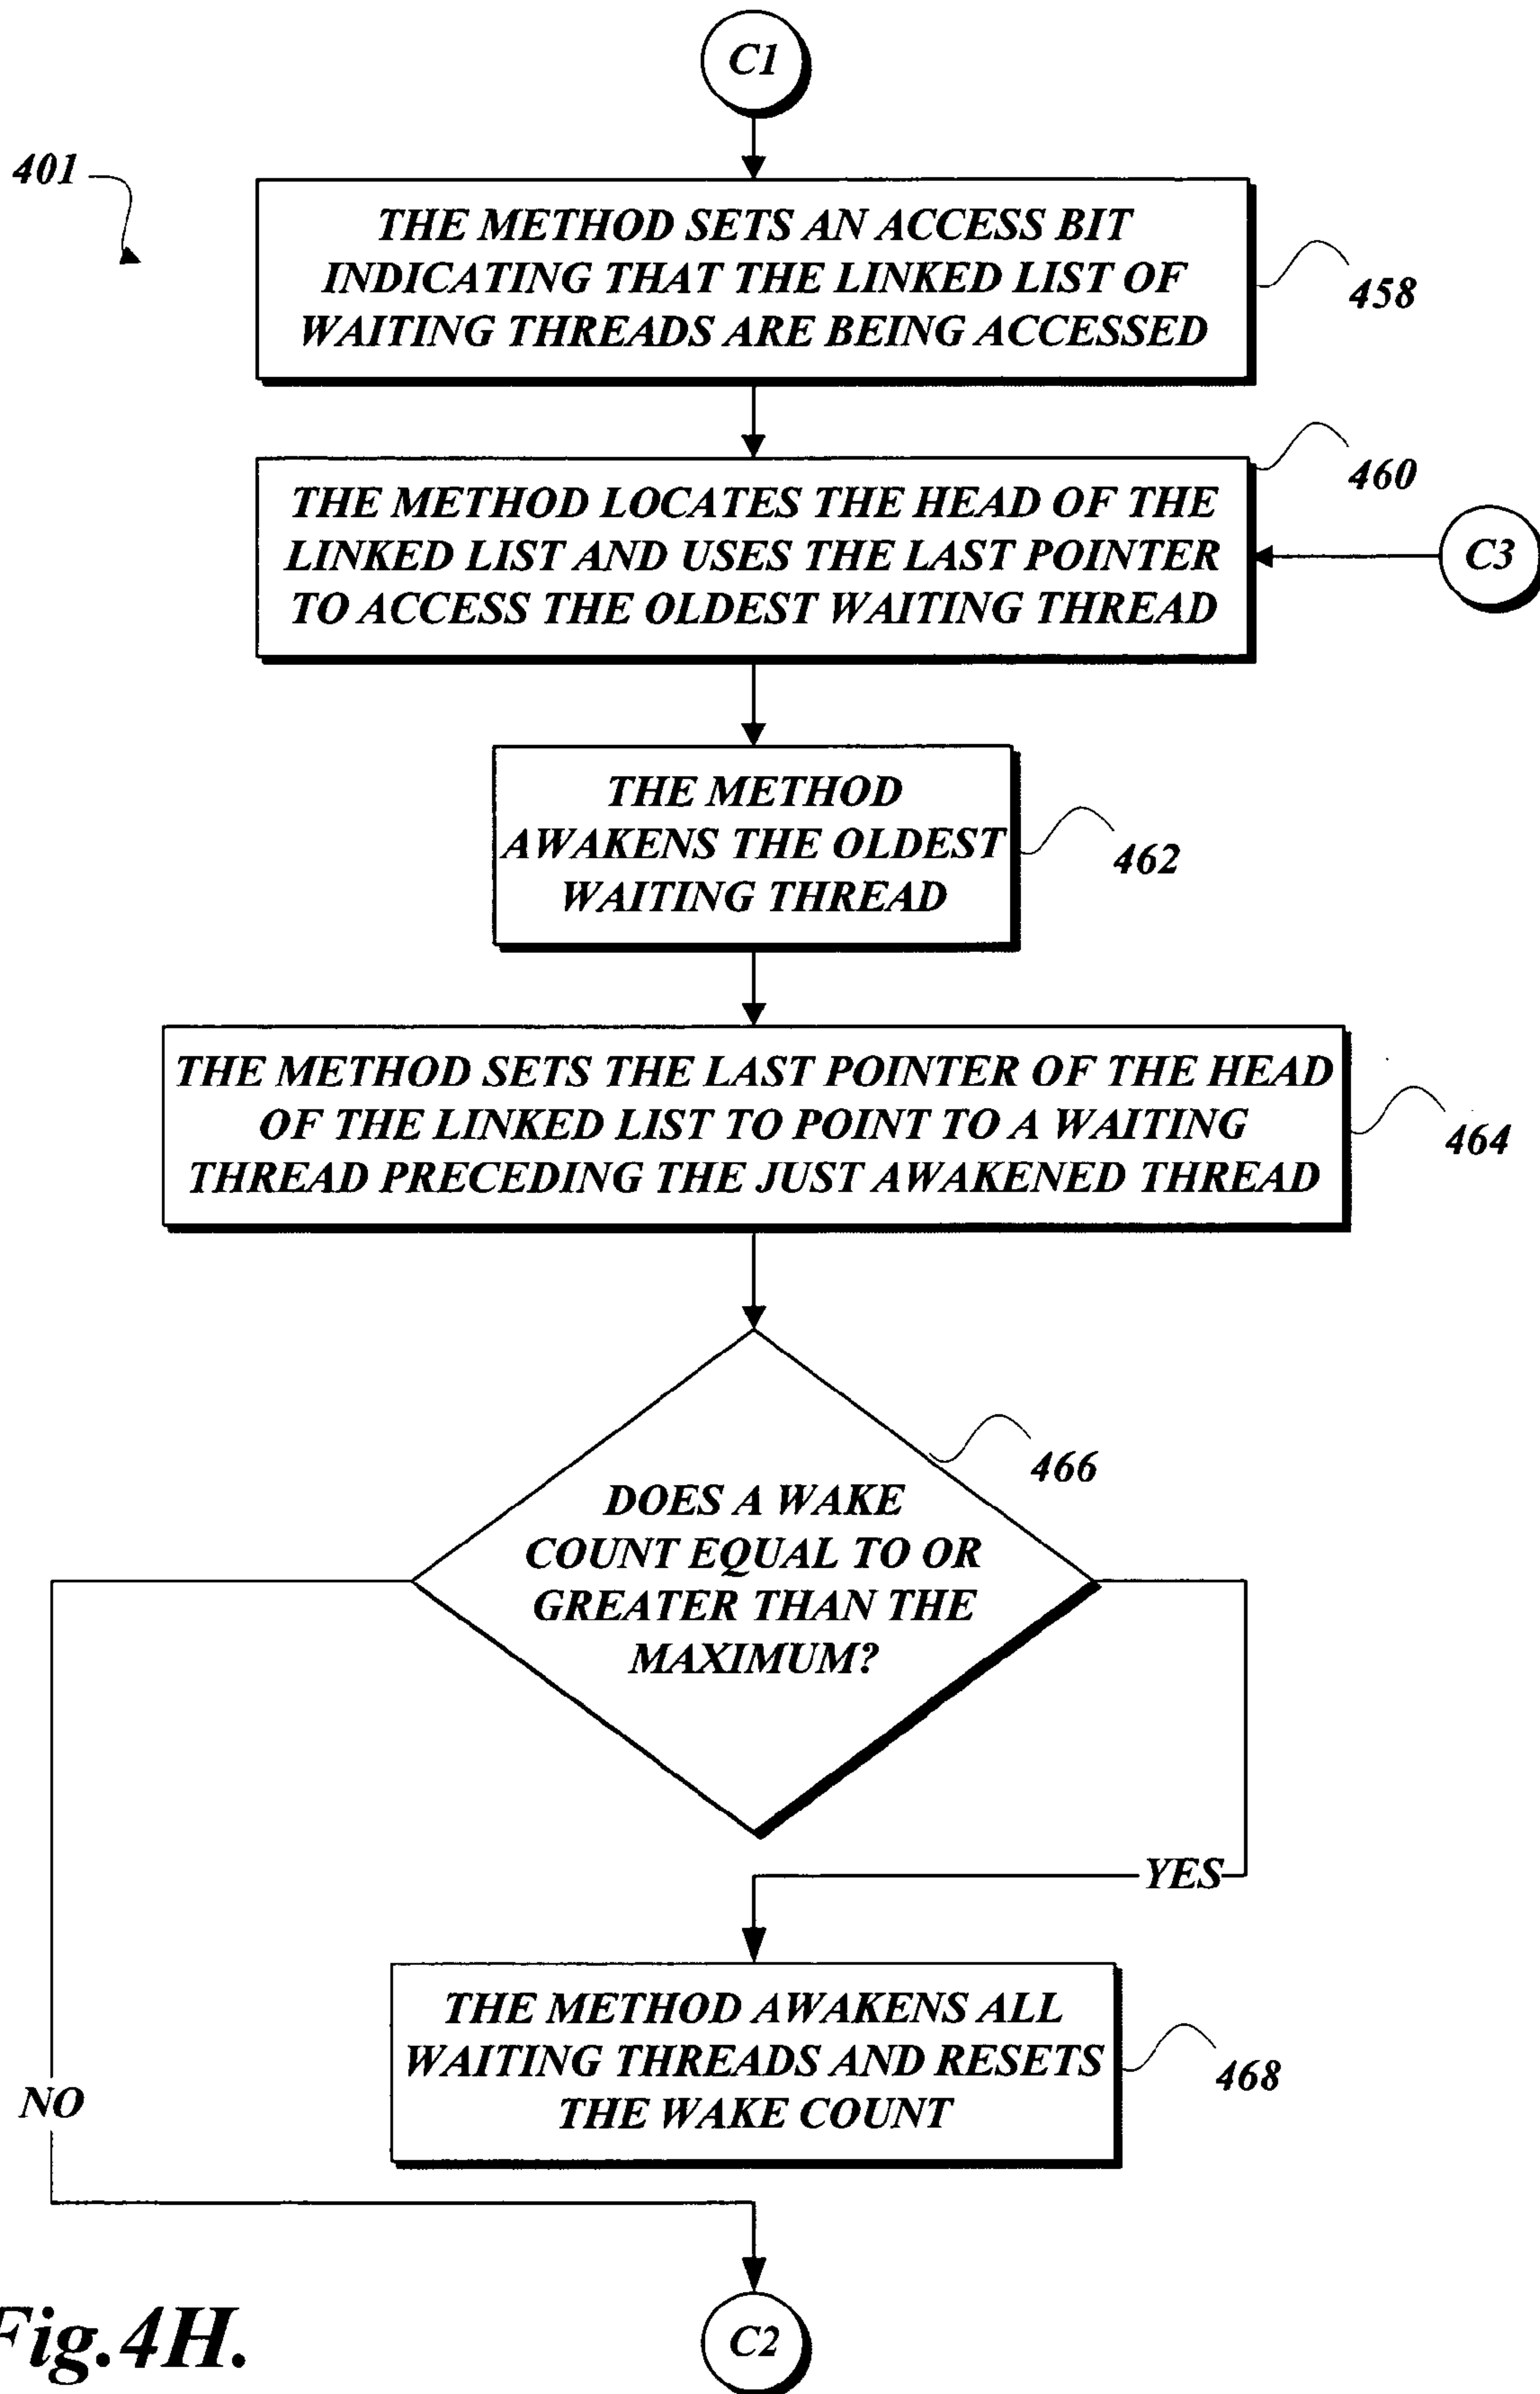 C1
401
THE METHOD SETS AN ACCESS BIT
INDICATING THAT THE LINKED LIST OF
WAITING THREADS ARE BEING ACCESSED
458
460
THE METHOD LOCATES THE HEAD OF THE
LINKED LIST AND USES THE LAST POINTER
TO ACCESS THE OLDEST WAITING THREAD
C3
THE METHOD
AWAKENS THE OLDEST
WAITING THREAD
462
THE METHOD SETS THE LAST POINTER OF THE HEAD
OF THE LINKED LIST TO POINT TO A WAITING
THREAD PRECEDING THE JUST AWAKENED THREAD
464
466
DOES A WAKE
COUNT EQUAL TO OR
GREATER THAN THE
MAXIMUM?
YES
THE METHOD AWAKENS ALL
WAITING THREADS AND RESETS
THE WAKE COUNT
468
NO
C2
Fig.4H.